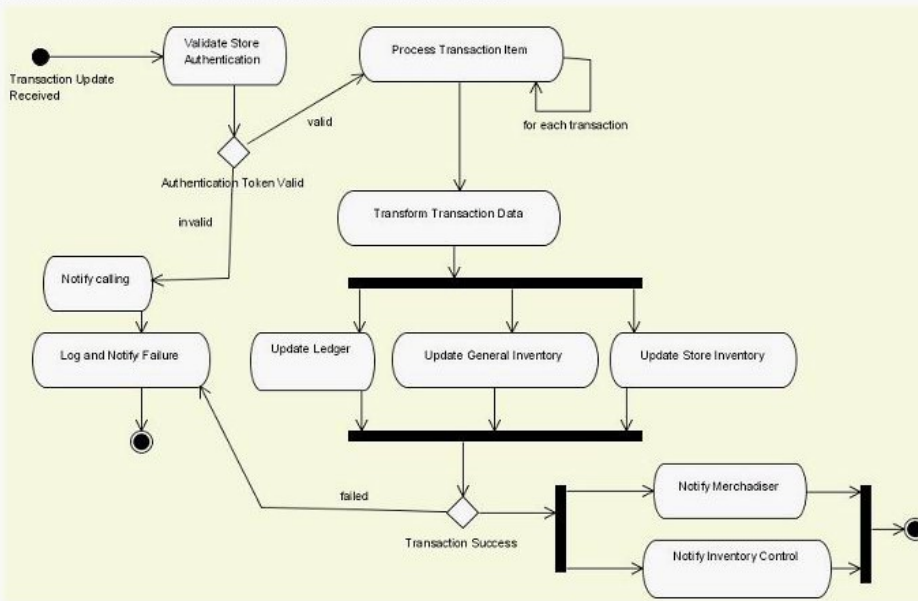 Transaction Update
Received
Validate Store
Authentication
Process Transaction Item
for each transaction
valid
Authentication Token Valid
invalid
Transform Transaction Data
Notify calling
Log and Notify Failure
Update Ledger
Update General Inventory
Update Store Inventory
failed
Transaction Success
Notify Merchadiser
Notify Inventory Control